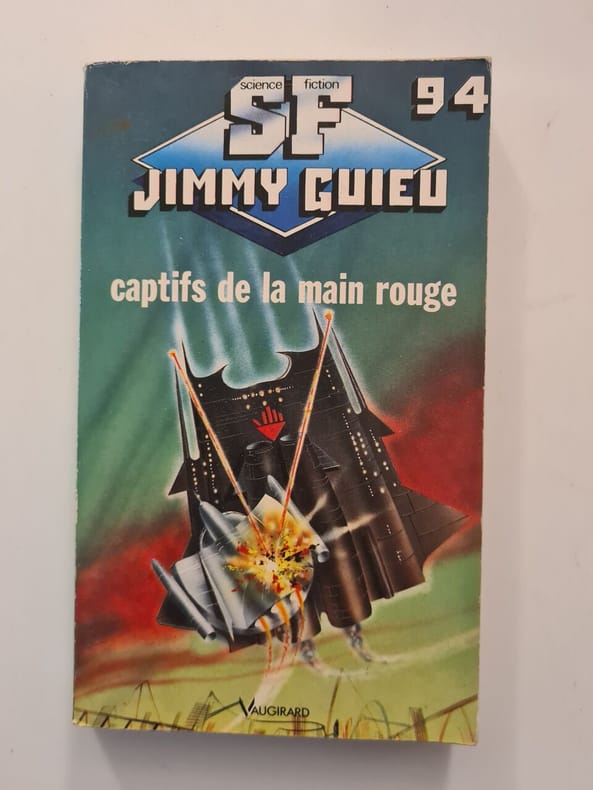 science fiction
SF
94
JIMMY GUIEU
captifs de la main rouge
VAUGIRARD